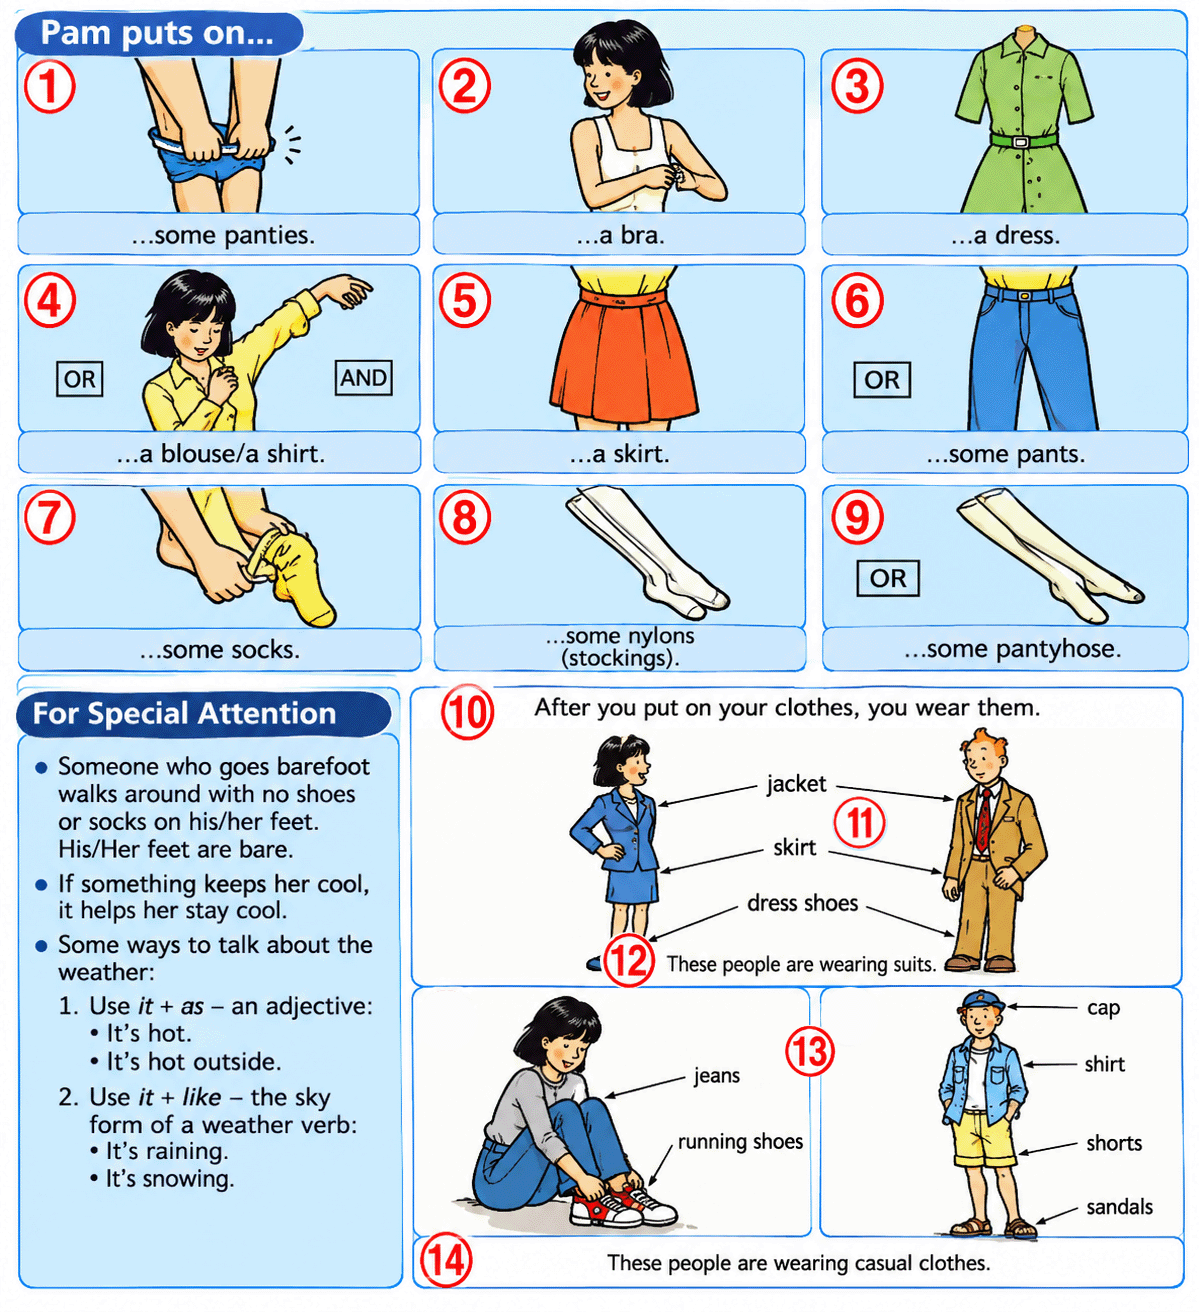 Pam puts on...
1
...some panties.
2
...a bra.
3
...a dress.
4
OR
AND
...a blouse/a shirt.
5
...a skirt.
6
OR
...some pants.
7
...some socks.
8
...some nylons
(stockings).
9
OR
...some pantyhose.
For Special Attention
• Someone who goes barefoot
walks around with no shoes
or socks on his/her feet.
His/Her feet are bare.
• If something keeps her cool,
it helps her stay cool.
• Some ways to talk about the
weather:
1. Use it + as – an adjective:
• It's hot.
• It's hot outside.
2. Use it + like – the sky
form of a weather verb:
• It's raining.
• It's snowing.
10
After you put on your clothes, you wear them.
jacket
11
skirt
dress shoes
12
These people are wearing suits.
jeans
running shoes
13
cap
shirt
shorts
sandals
14
These people are wearing casual clothes.